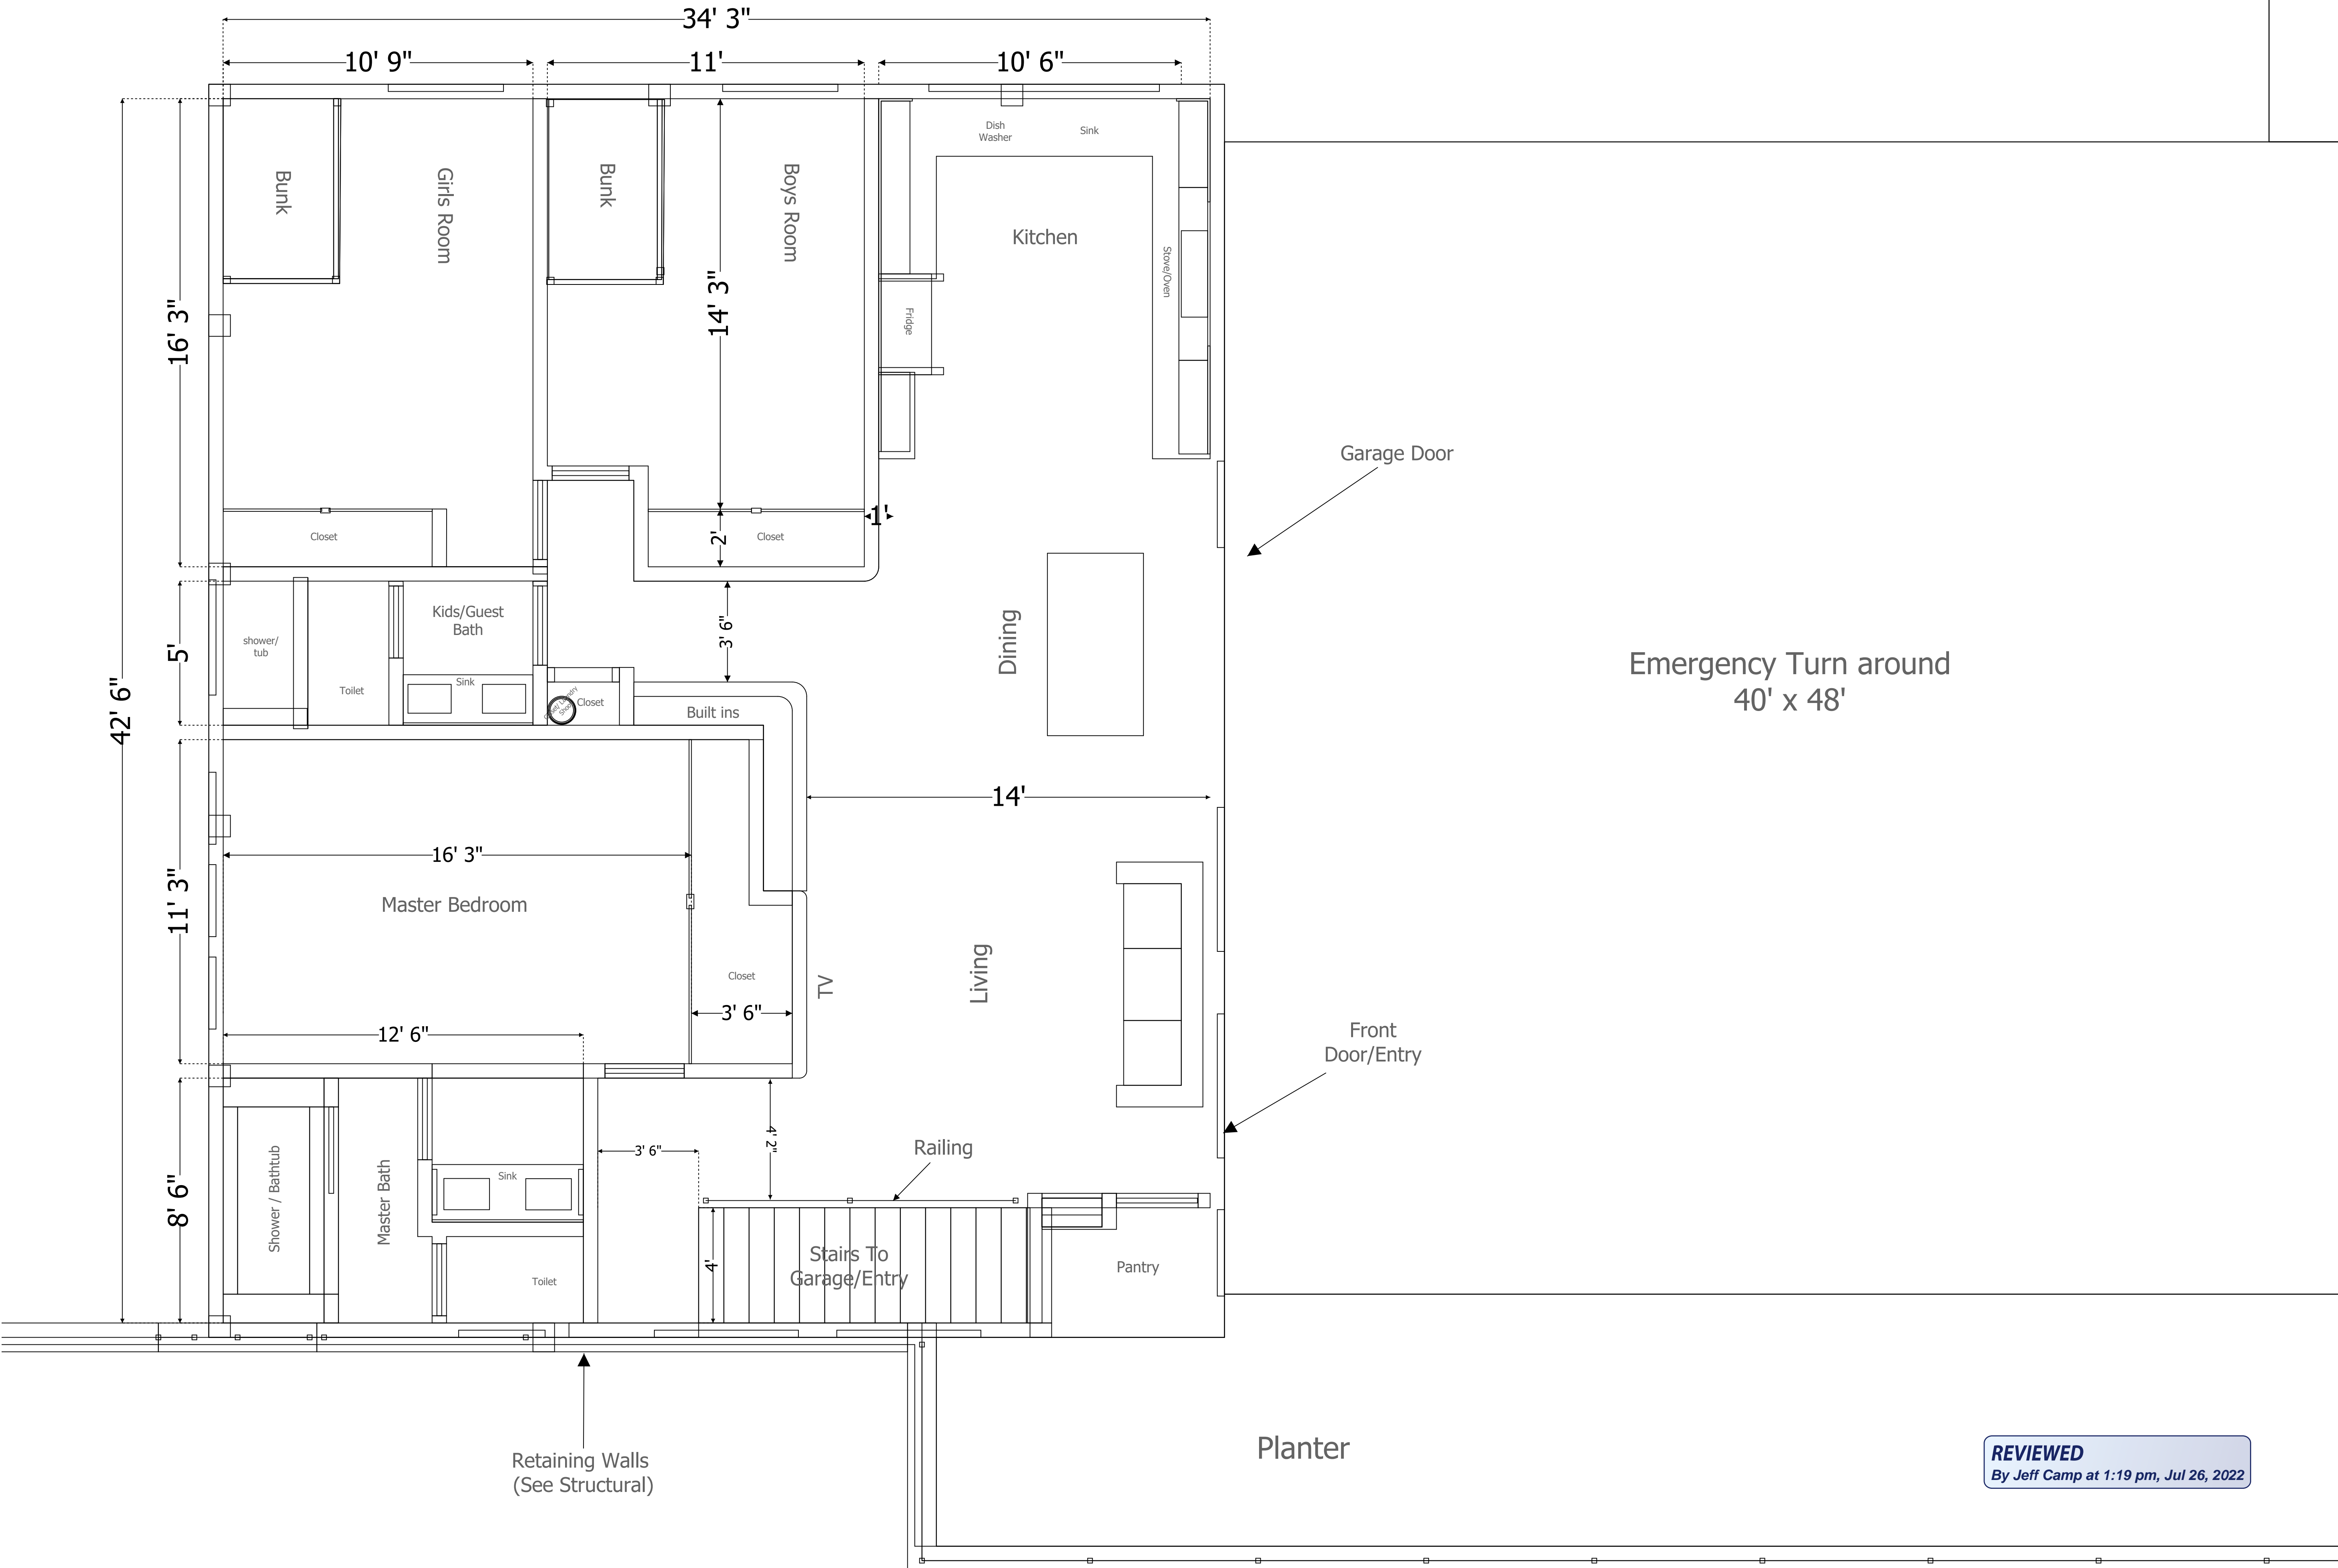 34' 3"
10' 9"
11'
10' 6"
Dish
Washer
Sink
Bunk
Girls Room
Bunk
Boys Room
Kitchen
Stove/Oven
14' 3"
Fridge
16' 3"
Garage Door
1'
Closet
2'
Closet
Kids/Guest
Bath
3' 6"
Dining
shower/
tub
5'
Toilet
Sink
Closet
Built ins
Emergency Turn around
40' x 48'
42' 6"
14'
16' 3"
11' 3"
Master Bedroom
Closet
TV
Living
3' 6"
12' 6"
Front
Door/Entry
4' 2"
3' 6"
Railing
Sink
Shower / Bathtub
Master Bath
8' 6"
4'
Stairs To
Garage/Entry
Pantry
Toilet
Retaining Walls
(See Structural)
Planter
REVIEWED
By Jeff Camp at 1:19 pm, Jul 26, 2022